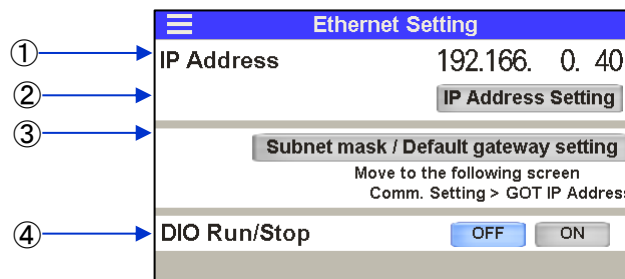 Ethernet Setting
① IP Address 192.166. 0. 40
② IP Address Setting
③ Subnet mask / Default gateway setting
Move to the following screen
Comm. Setting > GOT IP Address
④ DIO Run/Stop OFF ON